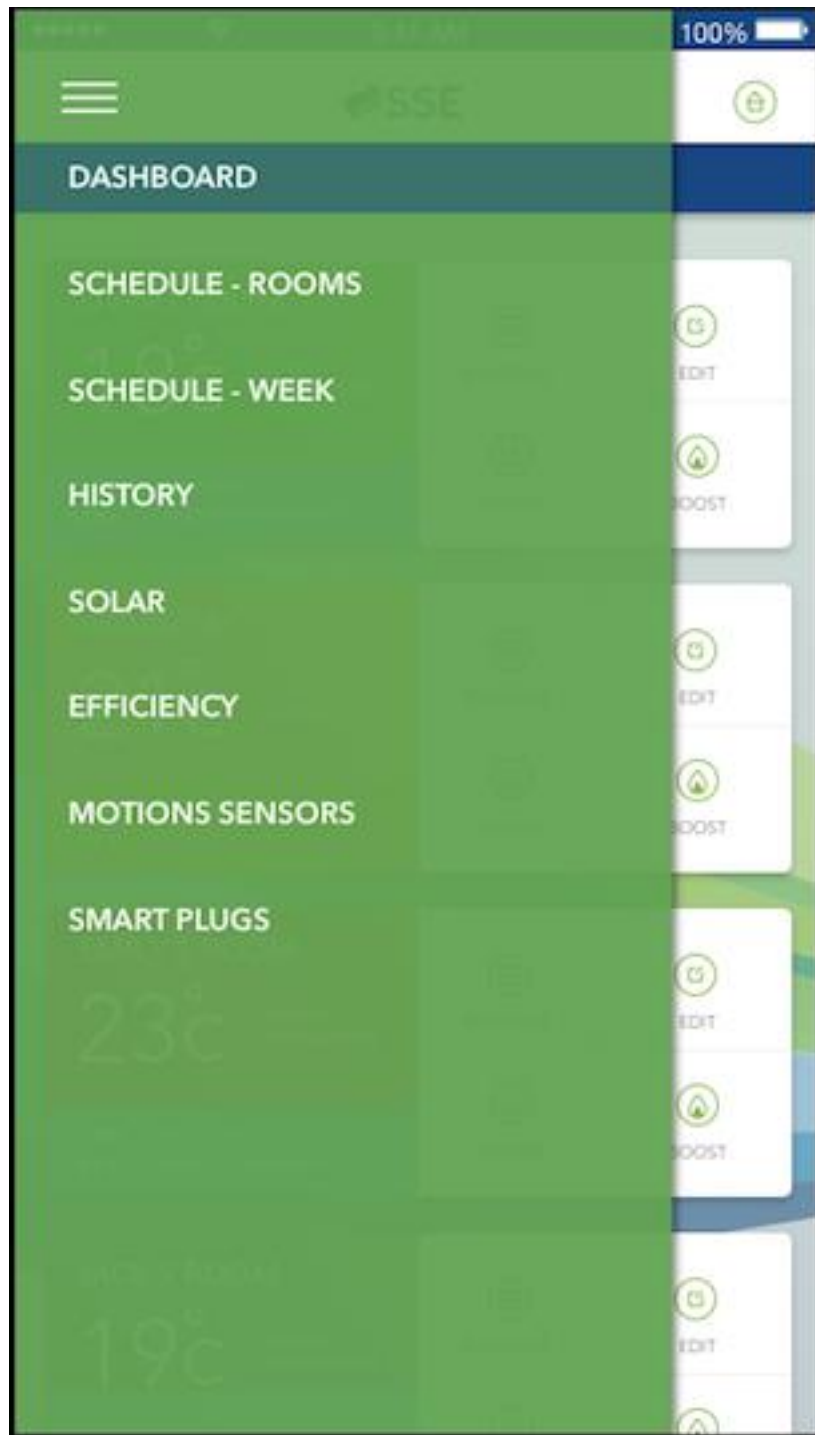 100%
SSE
DASHBOARD
SCHEDULE - ROOMS
EDIT
SCHEDULE - WEEK
HISTORY
BOOST
SOLAR
EDIT
EFFICIENCY
MOTIONS SENSORS
BOOST
SMART PLUGS
23°C
EDIT
BOOST
19°C
EDIT